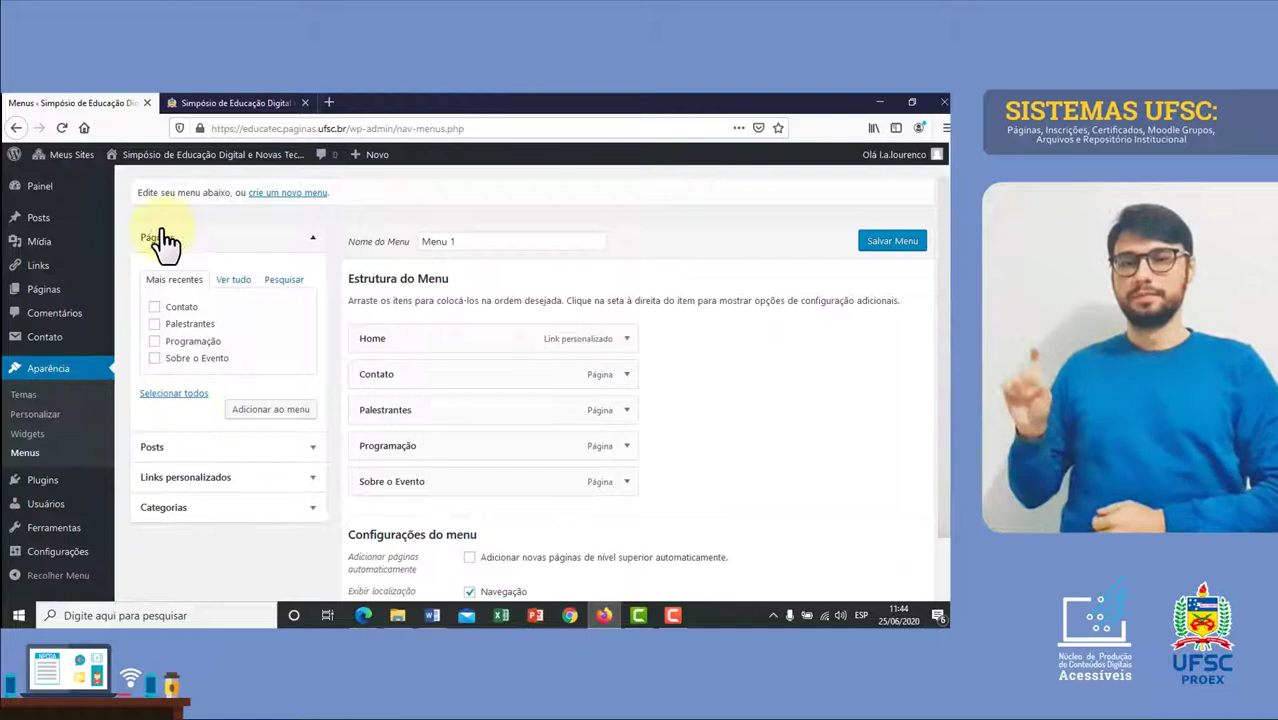 Menus ‹ Simpósio de Educação Di
Simpósio de Educação Digital
https://educatec.paginas.ufsc.br/wp-admin/nav-menus.php
Meus Sites
Simpósio de Educação Digital e Novas Tec...
0
Novo
Olá l.a.lourenco
Painel
Posts
Mídia
Links
Páginas
Comentários
Contato
Aparência
Temas
Personalizar
Widgets
Menus
Plugins
Usuários
Ferramentas
Configurações
Recolher Menu
Edite seu menu abaixo, ou crie um novo menu.
Mais recentes
Ver tudo
Pesquisar
Contato
Palestrantes
Programação
Sobre o Evento
Selecionar todos
Adicionar ao menu
Posts
Links personalizados
Categorias
Nome do Menu
Menu 1
Salvar Menu
Estrutura do Menu
Arraste os itens para colocá-los na ordem desejada. Clique na seta à direita do item para mostrar opções de configuração adicionais.
Home Link personalizado
Contato Página
Palestrantes Página
Programação Página
Sobre o Evento Página
Configurações do menu
Adicionar páginas
automaticamente
Adicionar novas páginas de nível superior automaticamente.
Exibir localização
Navegação
Digite aqui para pesquisar
ESP
11:44
25/06/2020
6
SISTEMAS UFSC:
Páginas, Inscrições, Certificados, Moodle Grupos,
Arquivos e Repositório Institucional
NPCDA
Núcleo de Produção
de Conteúdos Digitais
Acessíveis
UFSC
PROEX